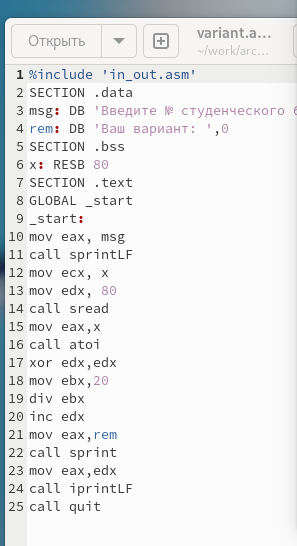 Открыть
variant.a...
~/work/arc...
1 %include 'in_out.asm'
2 SECTION .data
3 msg: DB 'Введите № студенческого
4 rem: DB 'Ваш вариант: ',0
5 SECTION .bss
6 x: RESB 80
7 SECTION .text
8 GLOBAL _start
9 _start:
10 mov eax, msg
11 call sprintLF
12 mov ecx, x
13 mov edx, 80
14 call sread
15 mov eax,x
16 call atoi
17 xor edx,edx
18 mov ebx,20
19 div ebx
20 inc edx
21 mov eax,rem
22 call sprint
23 mov eax,edx
24 call iprintLF
25 call quit